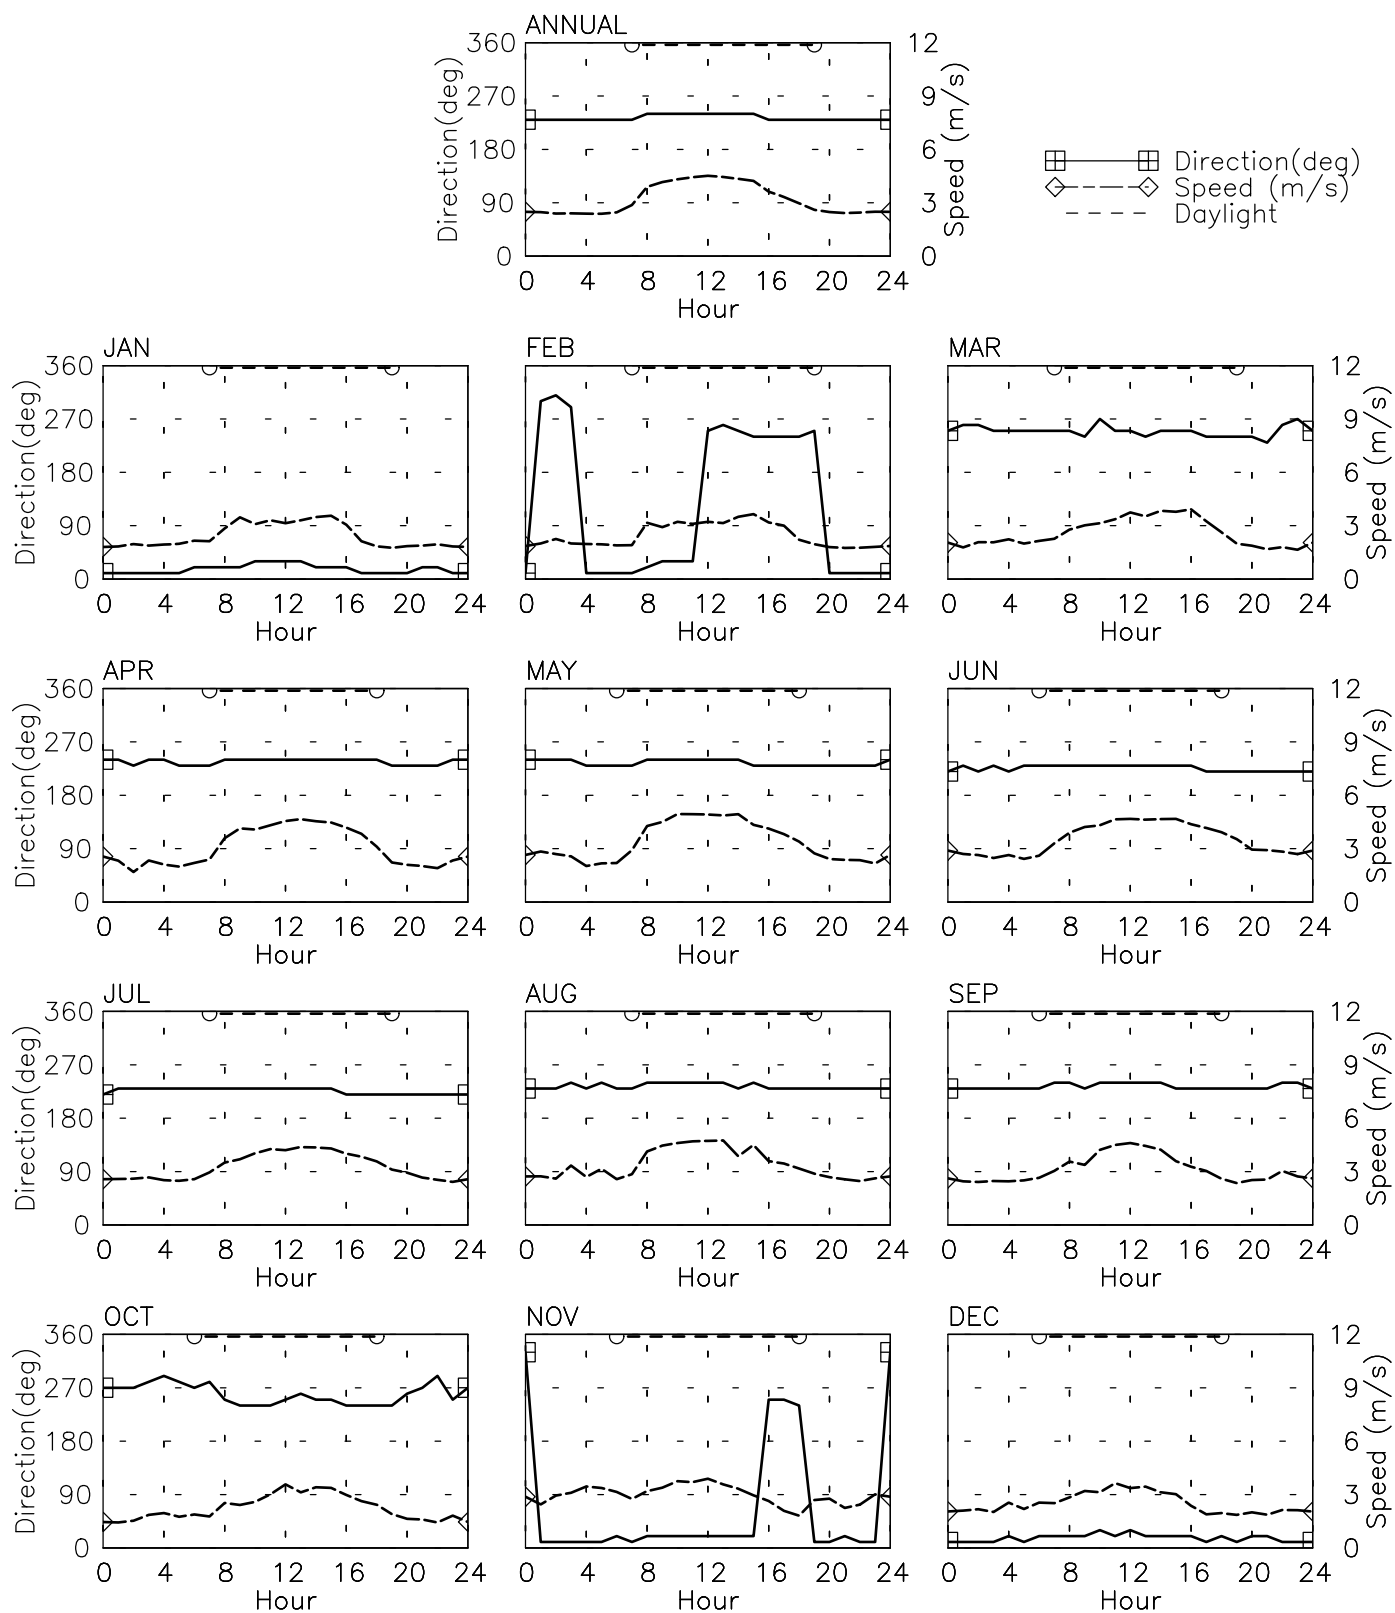 ANNUAL
360 12
270 9
180 6
90 3
0 0
Direction(deg)
Speed (m/s)
0 4 8 12 16 20 24
Hour
Direction(deg)
Speed (m/s)
Daylight
JAN FEB MAR
360 12
270 9
180 6
90 3
0 0
Direction(deg)
Speed (m/s)
0 4 8 12 16 20 24 0 4 8 12 16 20 24 0 4 8 12 16 20 24
Hour Hour Hour
APR MAY JUN
360 12
270 9
180 6
90 3
0 0
Direction(deg)
Speed (m/s)
0 4 8 12 16 20 24 0 4 8 12 16 20 24 0 4 8 12 16 20 24
Hour Hour Hour
JUL AUG SEP
360 12
270 9
180 6
90 3
0 0
Direction(deg)
Speed (m/s)
0 4 8 12 16 20 24 0 4 8 12 16 20 24 0 4 8 12 16 20 24
Hour Hour Hour
OCT NOV DEC
360 12
270 9
180 6
90 3
0 0
Direction(deg)
Speed (m/s)
0 4 8 12 16 20 24 0 4 8 12 16 20 24 0 4 8 12 16 20 24
Hour Hour Hour